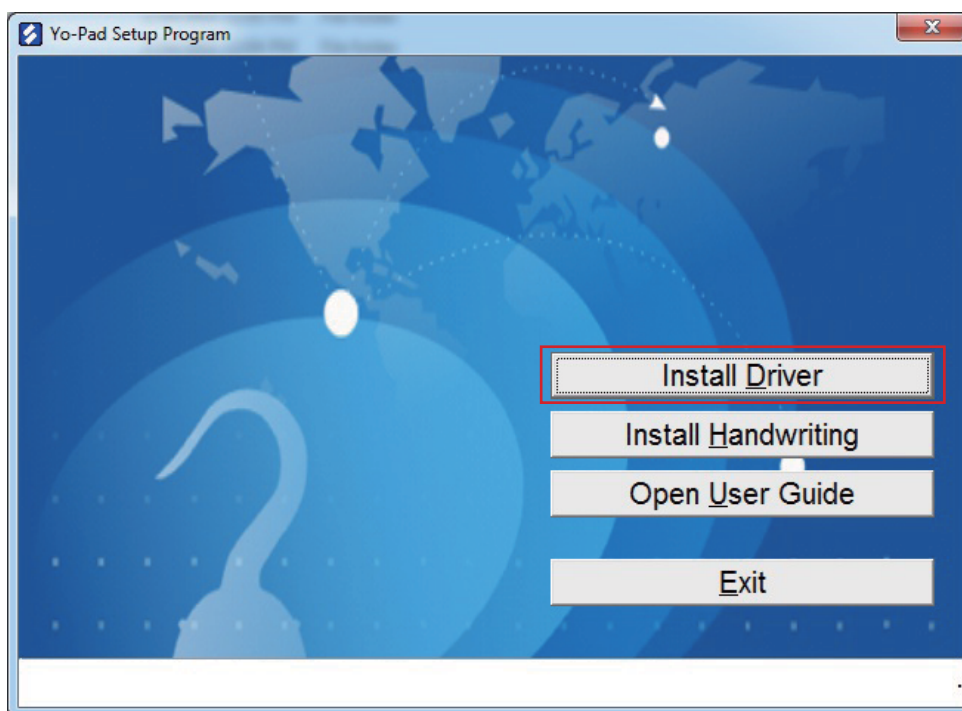 Yo-Pad Setup Program
Install Driver
Install Handwriting
Open User Guide
Exit
.